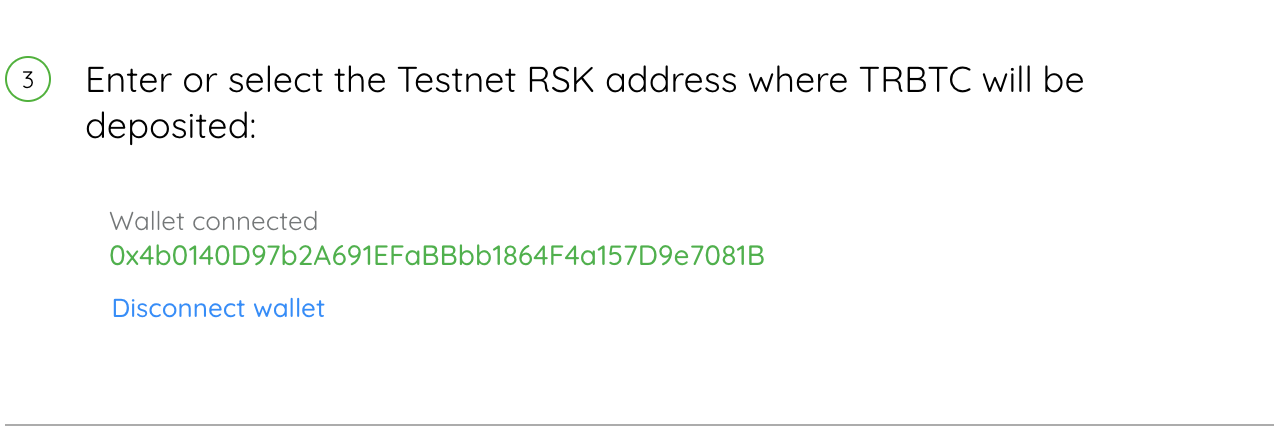 3
Enter or select the Testnet RSK address where TRBTC will be
deposited:
Wallet connected
0x4b0140D97b2A691EFaBBbb1864F4a157D9e7081B
Disconnect wallet